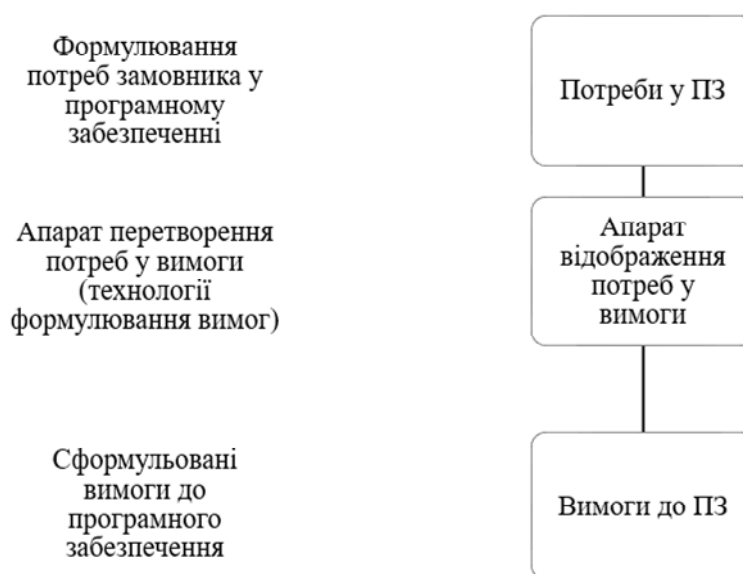 Формулювання
потреб замовника у
програмному
забезпеченні
Потреби у ПЗ
Апарат перетворення
потреб у вимоги
(технології
формулювання вимог)
Апарат
відображення
потреб у
вимоги
Сформульовані
вимоги до
програмного
забезпечення
Вимоги до ПЗ